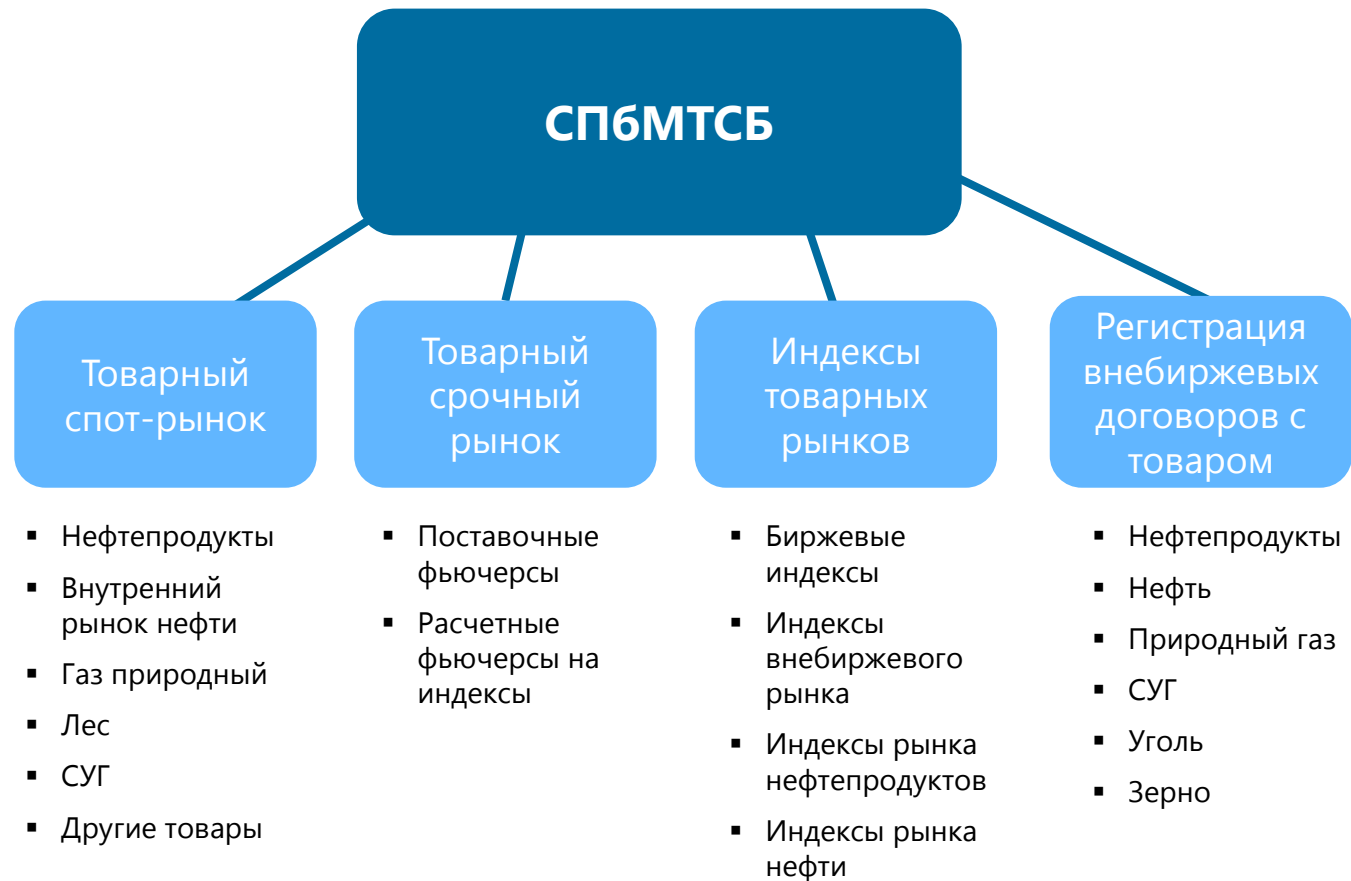 СПбМТСБ
Товарный
спот-рынок
▪ Нефтепродукты
▪ Внутренний
рынок нефти
▪ Газ природный
▪ Лес
▪ СУГ
▪ Другие товары
Товарный
срочный
рынок
▪ Поставочные
фьючерсы
▪ Расчетные
фьючерсы на
индексы
Индексы
товарных
рынков
▪ Биржевые
индексы
▪ Индексы
внебиржевого
рынка
▪ Индексы рынка
нефтепродуктов
▪ Индексы рынка
нефти
Регистрация
внебиржевых
договоров с
товаром
▪ Нефтепродукты
▪ Нефть
▪ Природный газ
▪ СУГ
▪ Уголь
▪ Зерно